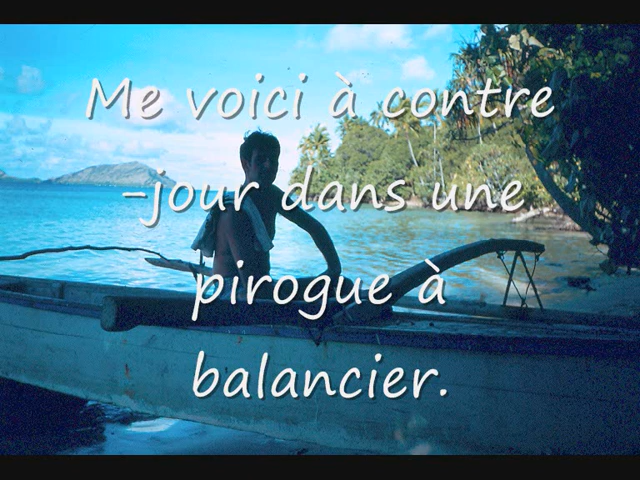 Me voici à contre
-jour dans une
pirogue à
balancier.